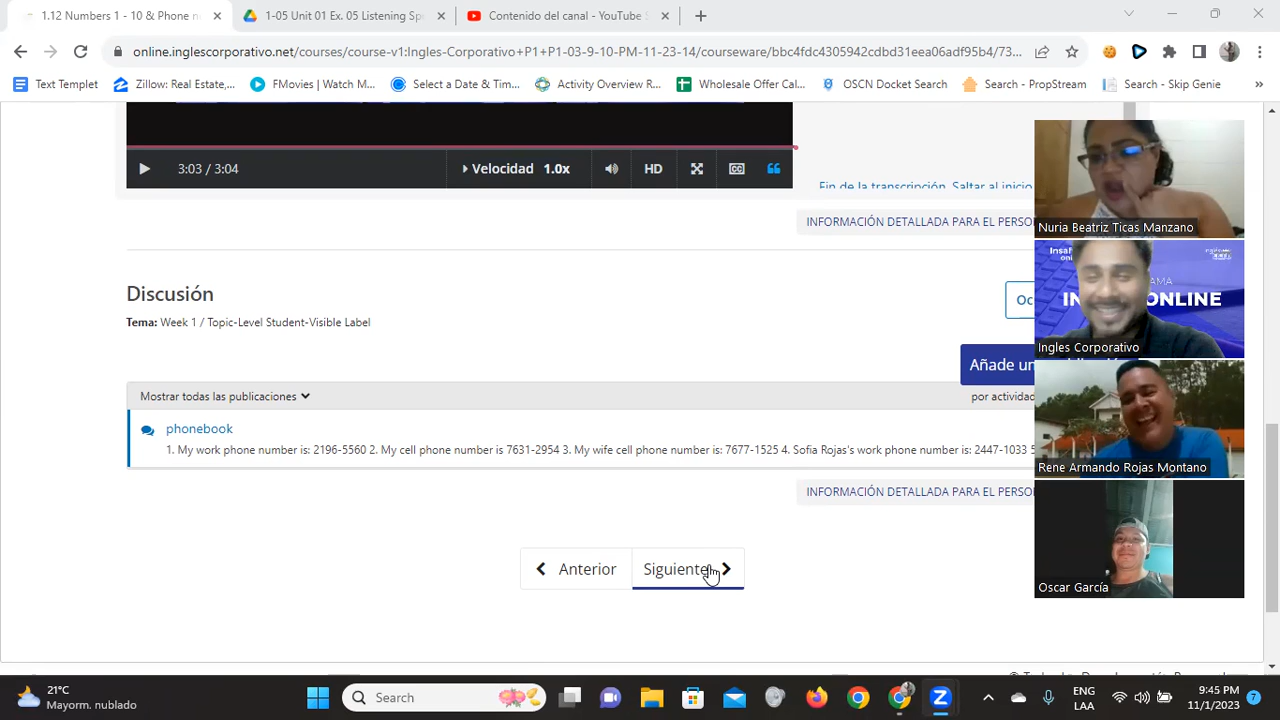 1.12 Numbers 1 - 10 & Phone n
1-05 Unit 01 Ex. 05 Listening Sp
Contenido del canal - YouTube S
online.inglescorporativo.net/courses/course-v1:Ingles-Corporativo+P1+P1-03-9-10-PM-11-23-14/courseware/bbc4fdc4305942cdbd31eea06adf95b4/73...
Text Templet
Zillow: Real Estate,...
FMovies | Watch M...
Select a Date & Tim...
Activity Overview R...
Wholesale Offer Cal...
OSCN Docket Search
Search - PropStream
Search - Skip Genie
»
3:03 / 3:04
Velocidad 1.0x
HD
Fin de la transcripción. Saltar al inicio
INFORMACIÓN DETALLADA PARA EL PERSO
Nuria Beatriz Ticas Manzano
Discusión
Oc
Tema: Week 1 / Topic-Level Student-Visible Label
Ingles Corporativo
Añade un
Mostrar todas las publicaciones
por actividad
phonebook
1. My work phone number is: 2196-5560 2. My cell phone number is 7631-2954 3. My wife cell phone number is: 7677-1525 4. Sofia Rojas's work phone number is: 2447-1033 5
Rene Armando Rojas Montano
INFORMACIÓN DETALLADA PARA EL PERSO
Anterior
Siguiente
Oscar García
21°C
Mayorm. nublado
Search
ENG
LAA
9:45 PM
11/1/2023
7